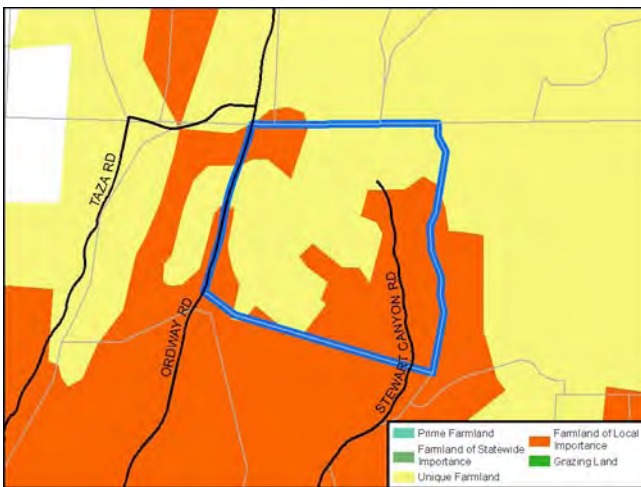 TAZA RD
ORDWAY RD
STEWART CANYON RD
Prime Farmland
Farmland of Statewide
Importance
Unique Farmland
Farmland of Local
Importance
Grazing Land